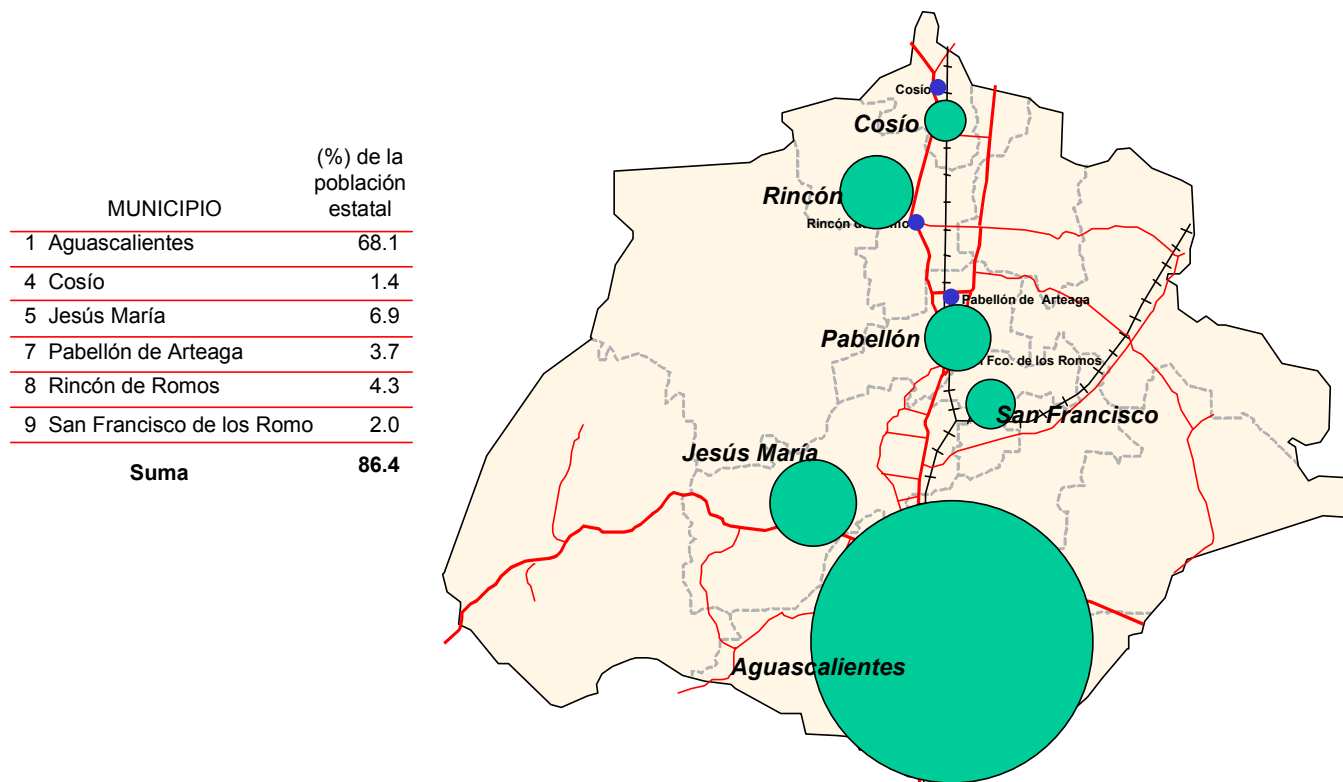 (%) de la
población
estatal
MUNICIPIO
1 Aguascalientes 68.1
4 Cosío 1.4
5 Jesús María 6.9
7 Pabellón de Arteaga 3.7
8 Rincón de Romos 4.3
9 San Francisco de los Romo 2.0
Suma 86.4
Cosío
Cosío
Rincón
Rincón d omo
Pabellón de Arteaga
Pabellón
Fco. de los Romos
San Francisco
Jesús María
Aguascalientes